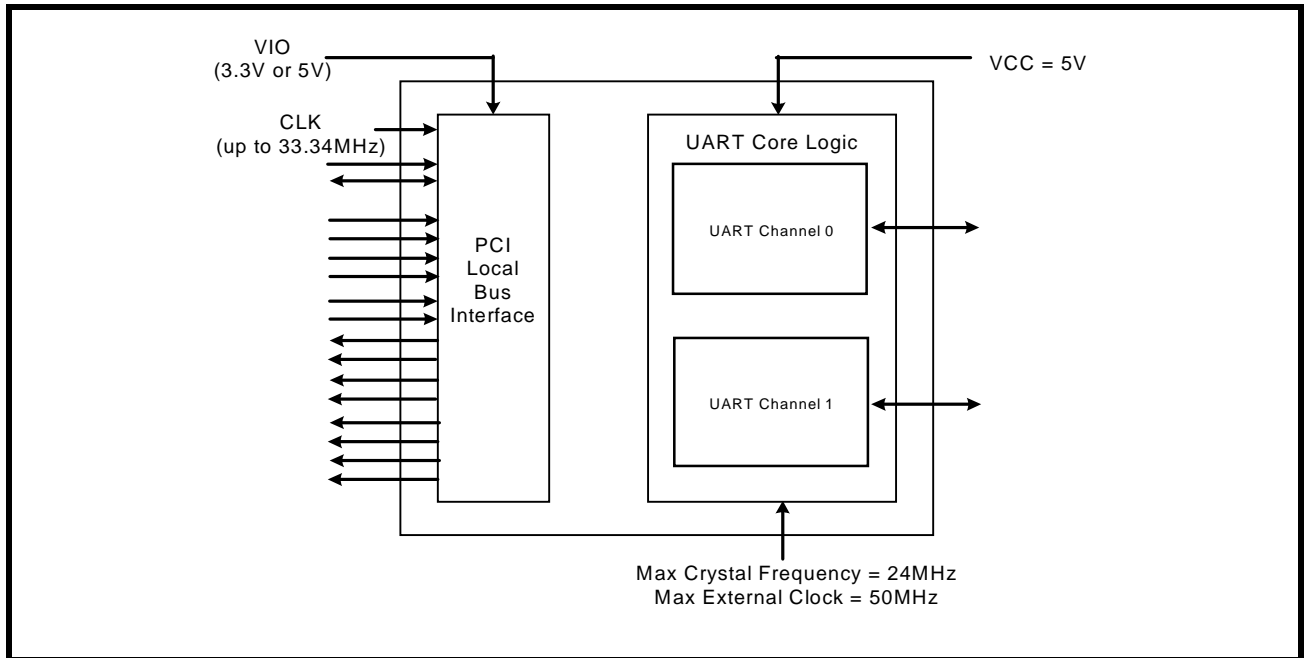 VIO
(3.3V or 5V)
VCC = 5V
CLK
(up to 33.34MHz)
UART Core Logic
UART Channel 0
PCI
Local
Bus
Interface
UART Channel 1
Max Crystal Frequency = 24MHz
Max External Clock = 50MHz